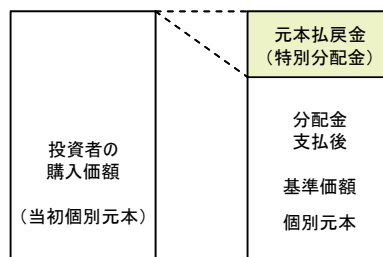 投資者の
購入価額
（当初個別元本）
元本払戻金
（特別分配金）
分配金
支払後
基準価額
個別元本